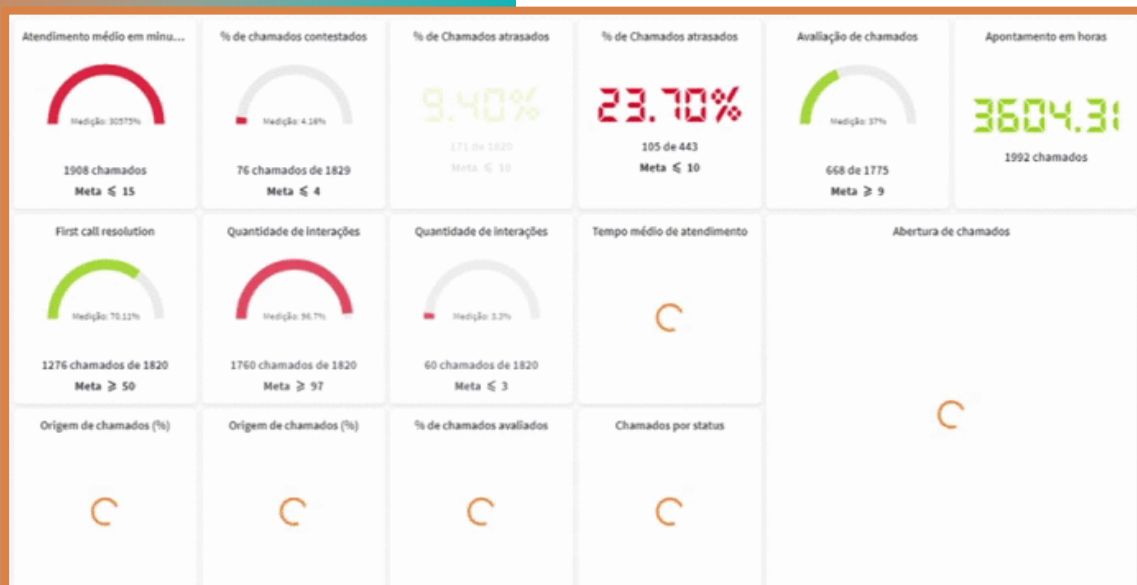 Atendimento médio em minu...
Medição: 30575%
1908 chamados
Meta ⩽ 15
% de chamados contestados
Medição: 4.16%
76 chamados de 1829
Meta ⩽ 4
% de Chamados atrasados
9.40%
171 de 1820
Meta ⩽ 10
% de Chamados atrasados
23.70%
105 de 443
Meta ⩽ 10
Avaliação de chamados
Medição: 37%
668 de 1775
Meta ⩾ 9
Apontamento em horas
3604.31
1992 chamados
First call resolution
Medição: 70.11%
1276 chamados de 1820
Meta ⩾ 50
Quantidade de interações
Medição: 96.7%
1760 chamados de 1820
Meta ⩾ 97
Quantidade de interações
Medição: 3.3%
60 chamados de 1820
Meta ⩽ 3
Tempo médio de atendimento
Abertura de chamados
Origem de chamados (%)
Origem de chamados (%)
% de chamados avaliados
Chamados por status